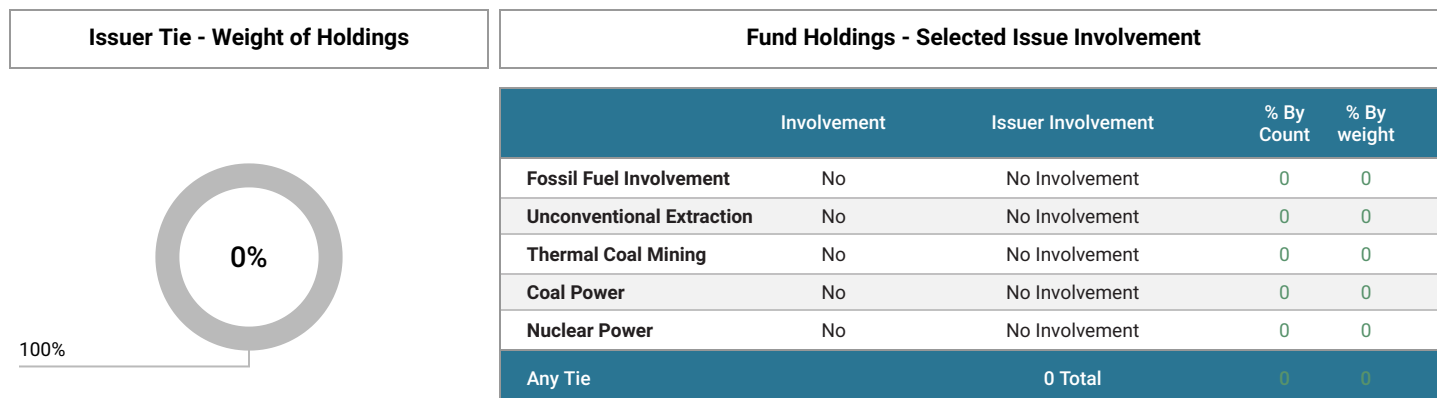 Issuer Tie - Weight of Holdings
Fund Holdings - Selected Issue Involvement
0%
100%
Involvement Issuer Involvement % By Count % By weight
Fossil Fuel Involvement No No Involvement 0 0
Unconventional Extraction No No Involvement 0 0
Thermal Coal Mining No No Involvement 0 0
Coal Power No No Involvement 0 0
Nuclear Power No No Involvement 0 0
Any Tie 0 Total 0 0